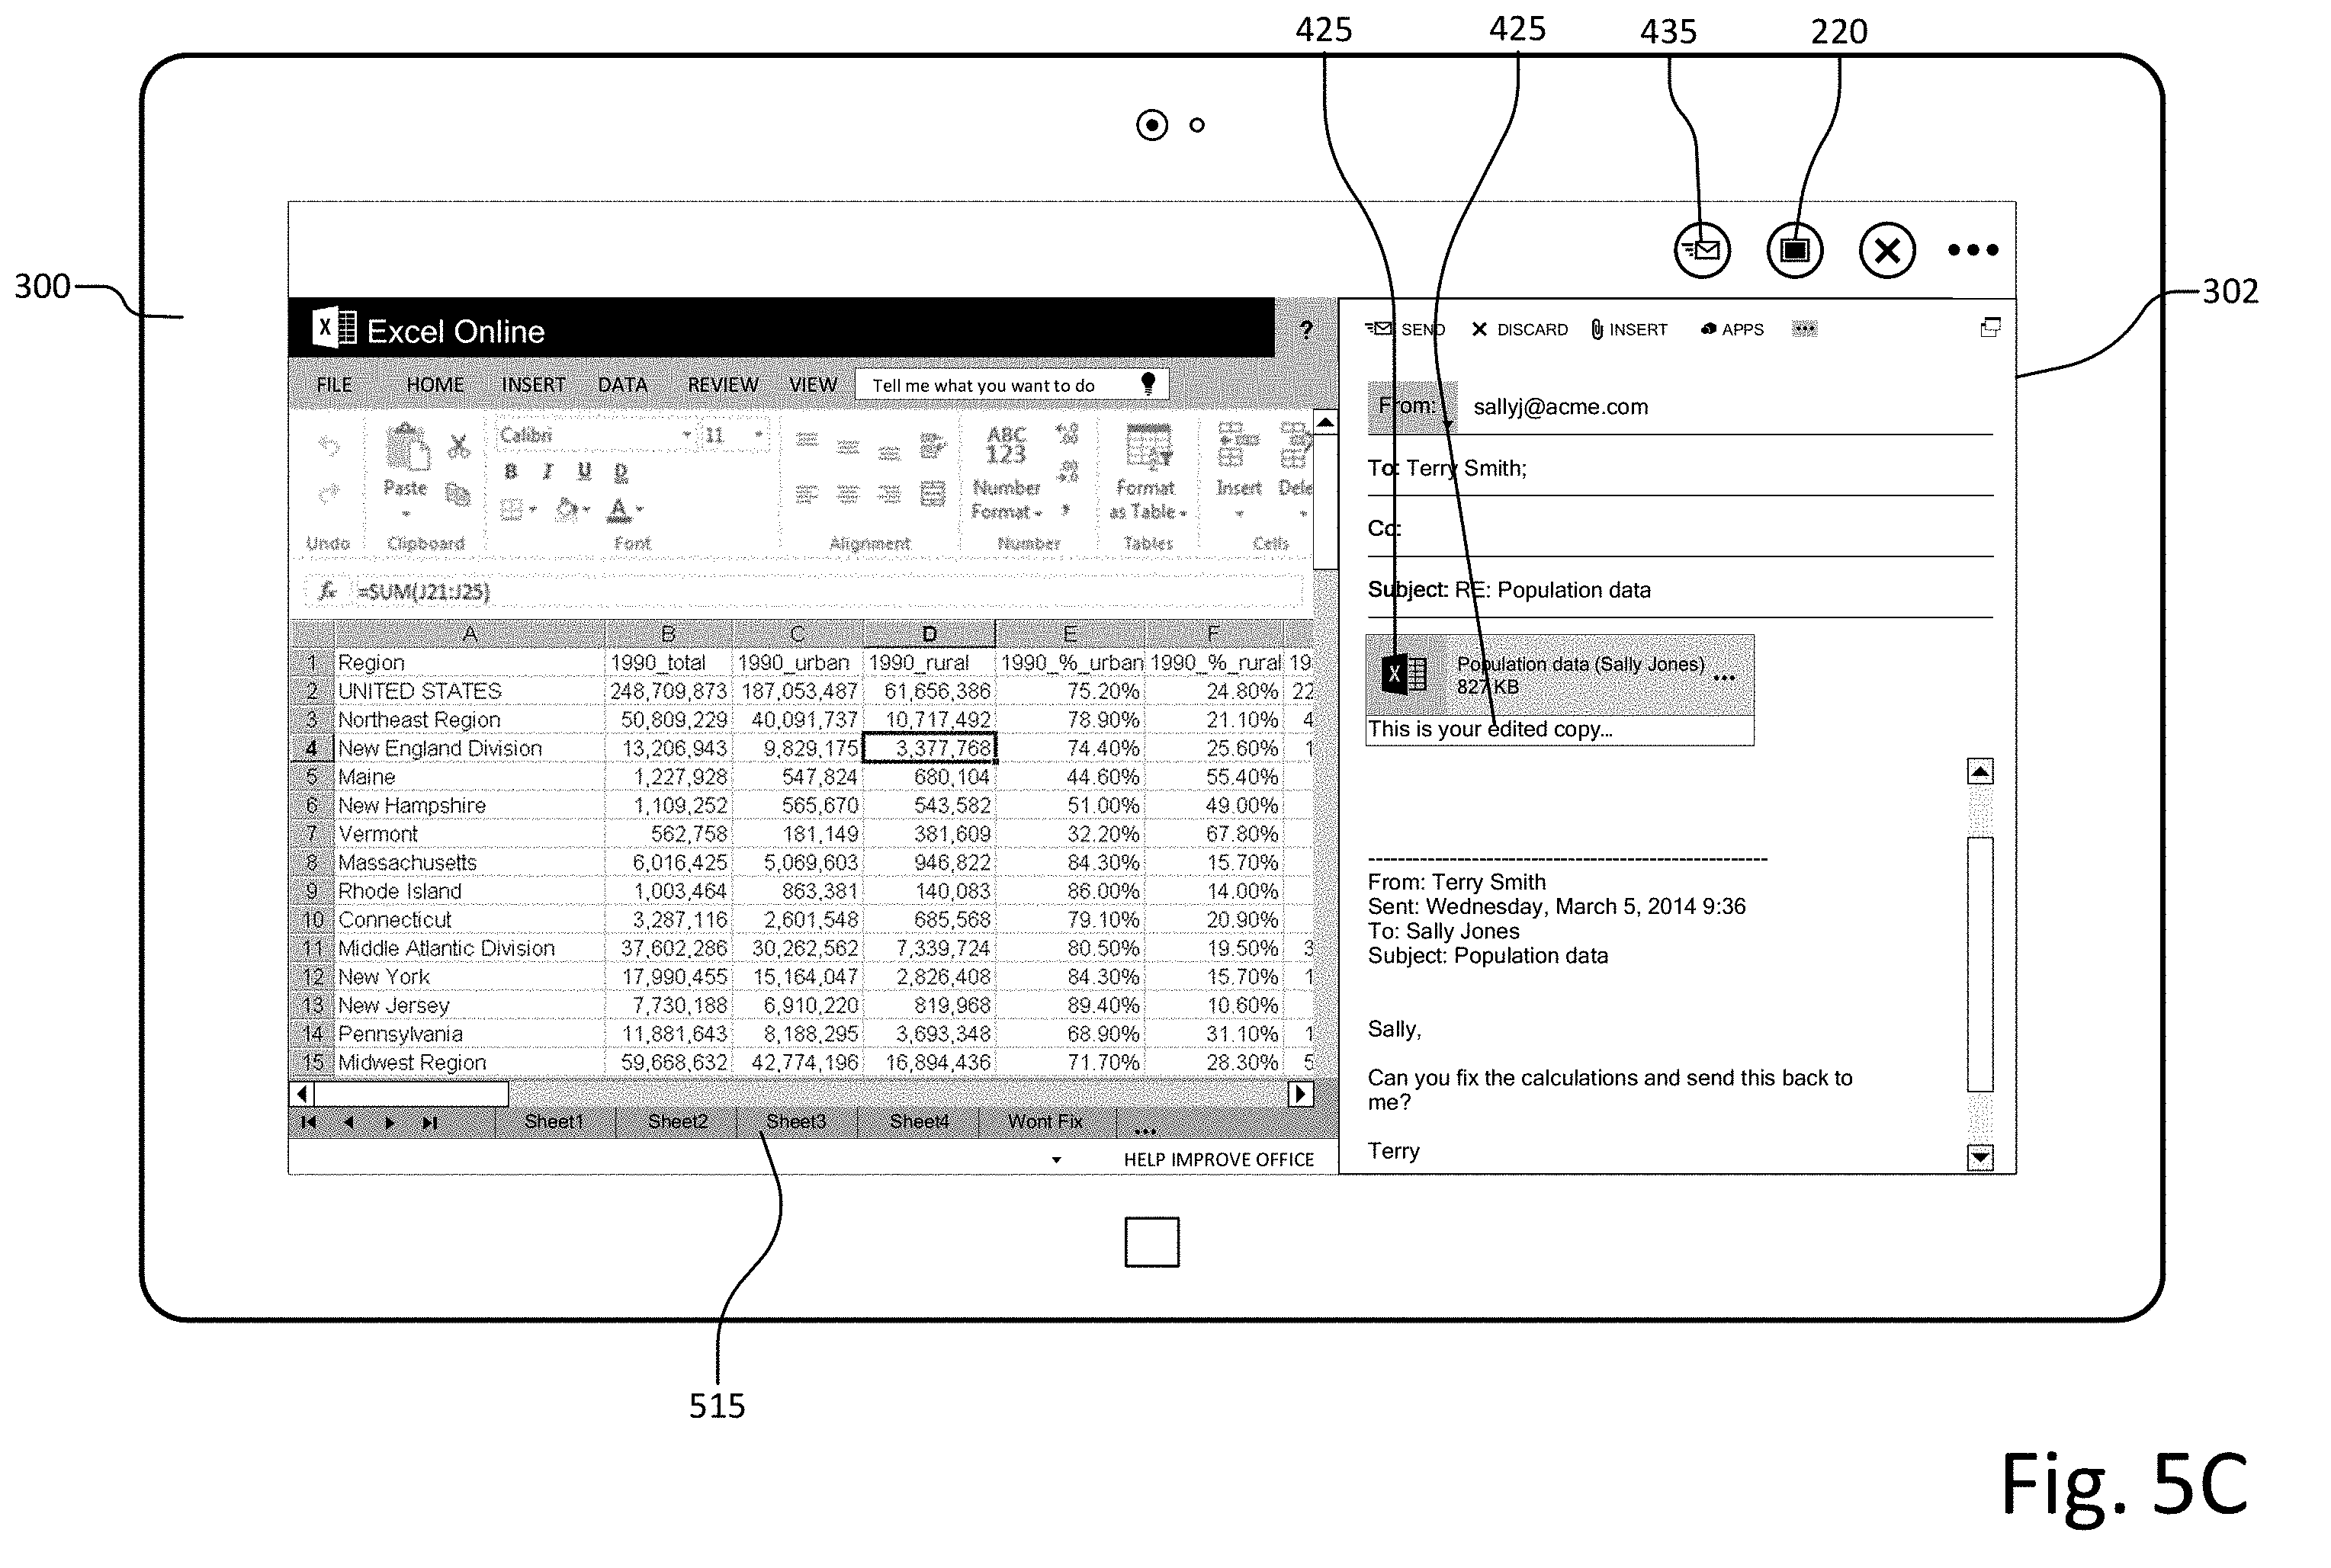 425 425 435 220
300
302
Excel Online ?
FILE HOME INSERT DATA REVIEW VIEW Tell me what you want to do
Calibri 11
ABC
123
B I U D
Paste
Number
Format
Format
as Table
Insert Dele
A
Undo Clipboard Font Alignment Number Tables Cells
fx =SUM(J21:J25)
A B C D E F
1 Region 1990_total 1990_urban 1990_rural 1990_%_urban 1990_%_rural 19
2 UNITED STATES 248,709,873 187,053,487 61,656,386 75.20% 24.80% 22
3 Northeast Region 50,809,229 40,091,737 10,717,492 78.90% 21.10% 4
4 New England Division 13,206,943 9,829,175 3,377,768 74.40% 25.60% 1
5 Maine 1,227,928 547,824 680,104 44.60% 55.40%
6 New Hampshire 1,109,252 565,670 543,582 51.00% 49.00%
7 Vermont 562,758 181,149 381,609 32.20% 67.80%
8 Massachusetts 6,016,425 5,069,603 946,822 84.30% 15.70%
9 Rhode Island 1,003,464 863,381 140,083 86.00% 14.00%
10 Connecticut 3,287,116 2,601,548 685,568 79.10% 20.90%
11 Middle Atlantic Division 37,602,286 30,262,562 7,339,724 80.50% 19.50% 3
12 New York 17,990,455 15,164,047 2,826,408 84.30% 15.70% 1
13 New Jersey 7,730,188 6,910,220 819,968 89.40% 10.60%
14 Pennsylvania 11,881,643 8,188,295 3,693,348 68.90% 31.10% 1
15 Midwest Region 59,668,632 42,774,196 16,894,436 71.70% 28.30% 5
Sheet1 Sheet2 Sheet3 Sheet4 Wont Fix ...
HELP IMPROVE OFFICE
SEND DISCARD INSERT APPS ...
From: sallyj@acme.com
To: Terry Smith;
Cc:
Subject: RE: Population data
Population data (Sally Jones) ...
827 KB
This is your edited copy...
From: Terry Smith
Sent: Wednesday, March 5, 2014 9:36
To: Sally Jones
Subject: Population data
Sally,
Can you fix the calculations and send this back to
me?
Terry
515
Fig. 5C